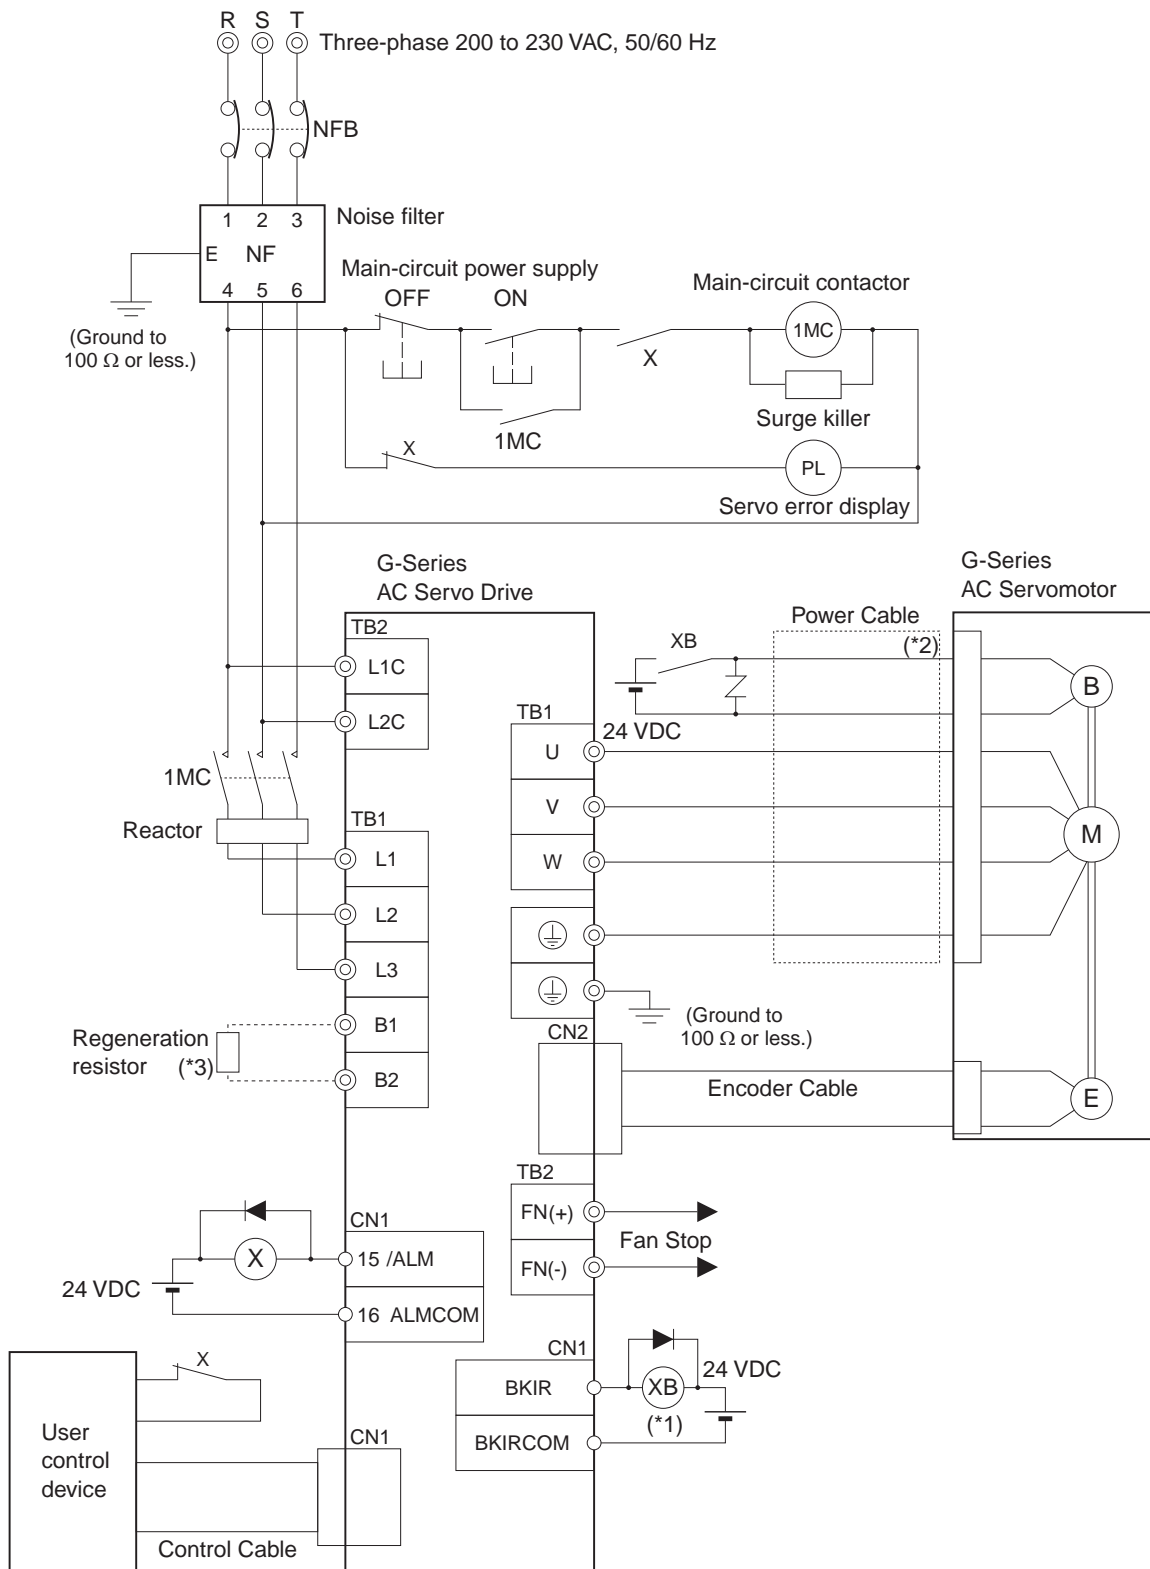 R S T
Three-phase 200 to 230 VAC, 50/60 Hz
NFB
1 2 3
Noise filter
E NF
4 5 6
(Ground to
100 Ω or less.)
Main-circuit power supply
OFF ON
Main-circuit contactor
1MC
X
Surge killer
1MC
X
PL
Servo error display
G-Series
AC Servo Drive
G-Series
AC Servomotor
TB2
L1C
L2C
Power Cable
(*2)
XB
24 VDC
B
TB1
U
V
W
M
1MC
Reactor
TB1
L1
L2
L3
B1
B2
Regeneration
resistor (*3)
(Ground to
100 Ω or less.)
CN2
Encoder Cable
E
TB2
FN(+)
FN(-)
Fan Stop
CN1
15 /ALM
16 ALMCOM
X
24 VDC
CN1
BKIR
BKIRCOM
XB
(*1)
24 VDC
X
User
control
device
CN1
Control Cable